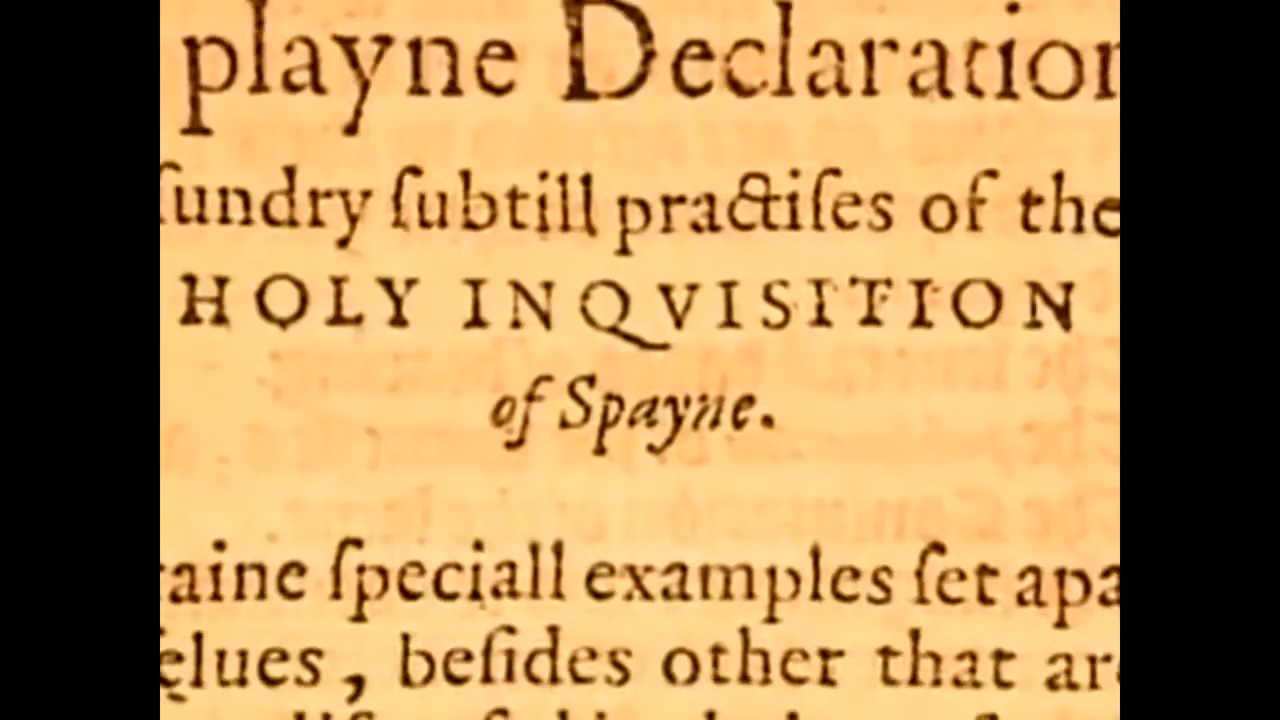 playne Declaration
ſundry ſubtill practiſes of the
HOLY INQVISITION
of Spayne.
aine ſpeciall examples ſet apa
elues, beſides other that are